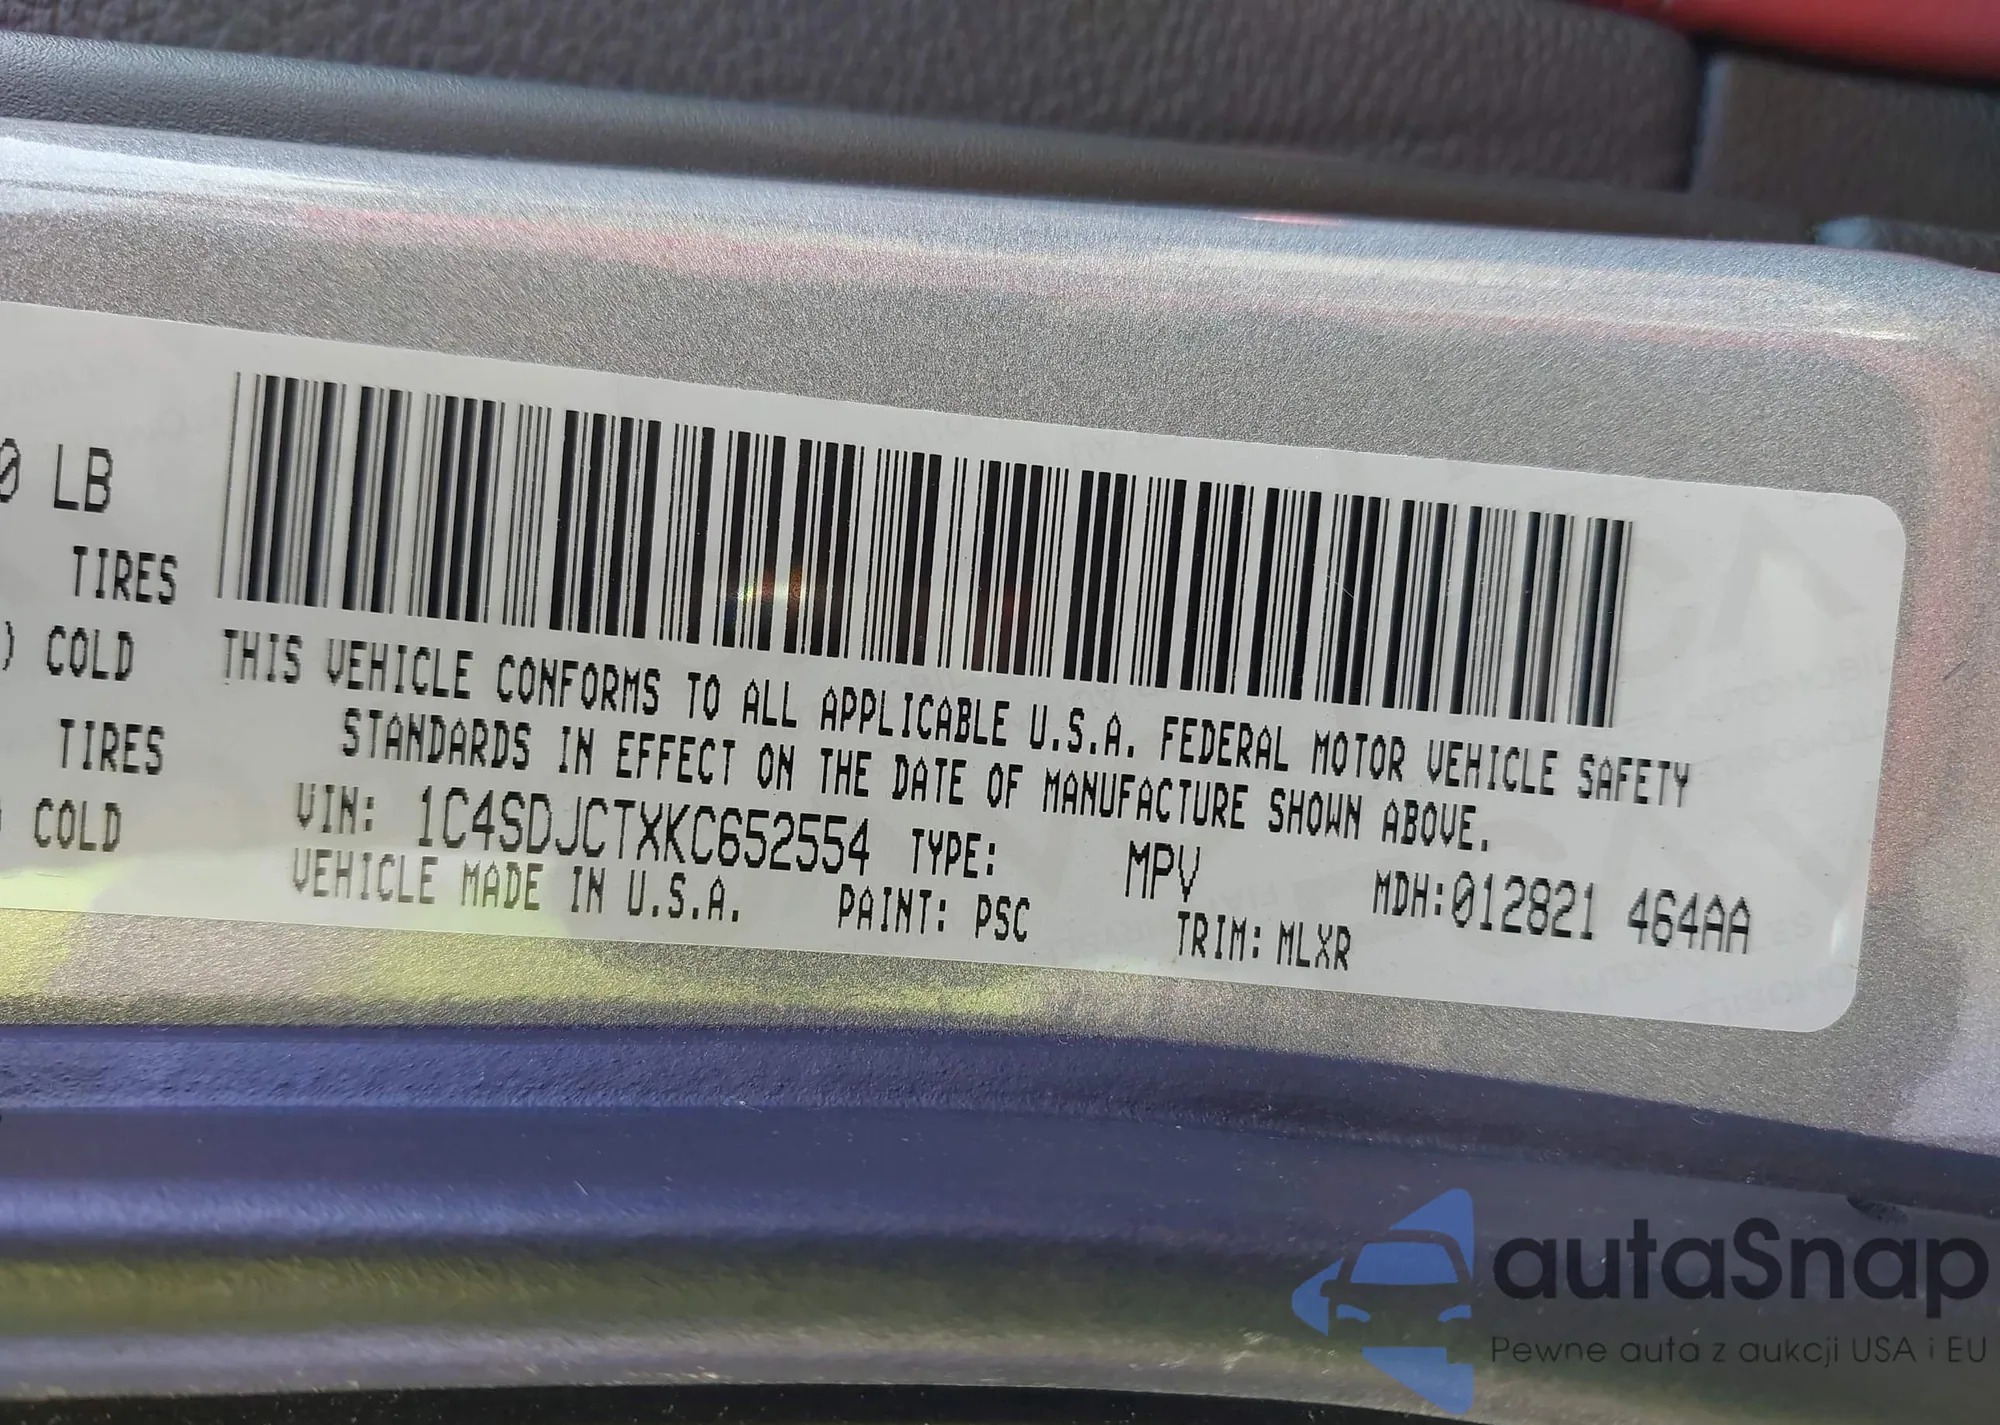 0 LB
TIRES
) COLD
TIRES
) COLD
THIS VEHICLE CONFORMS TO ALL APPLICABLE U.S.A. FEDERAL MOTOR VEHICLE SAFETY
STANDARDS IN EFFECT ON THE DATE OF MANUFACTURE SHOWN ABOVE.
VIN: 1C4SDJCTXKC652554 TYPE: MPV MDH:012821 464AA
VEHICLE MADE IN U.S.A. PAINT: PSC TRIM: MLXR
autaSnap
Pewne auta z aukcji USA i EU